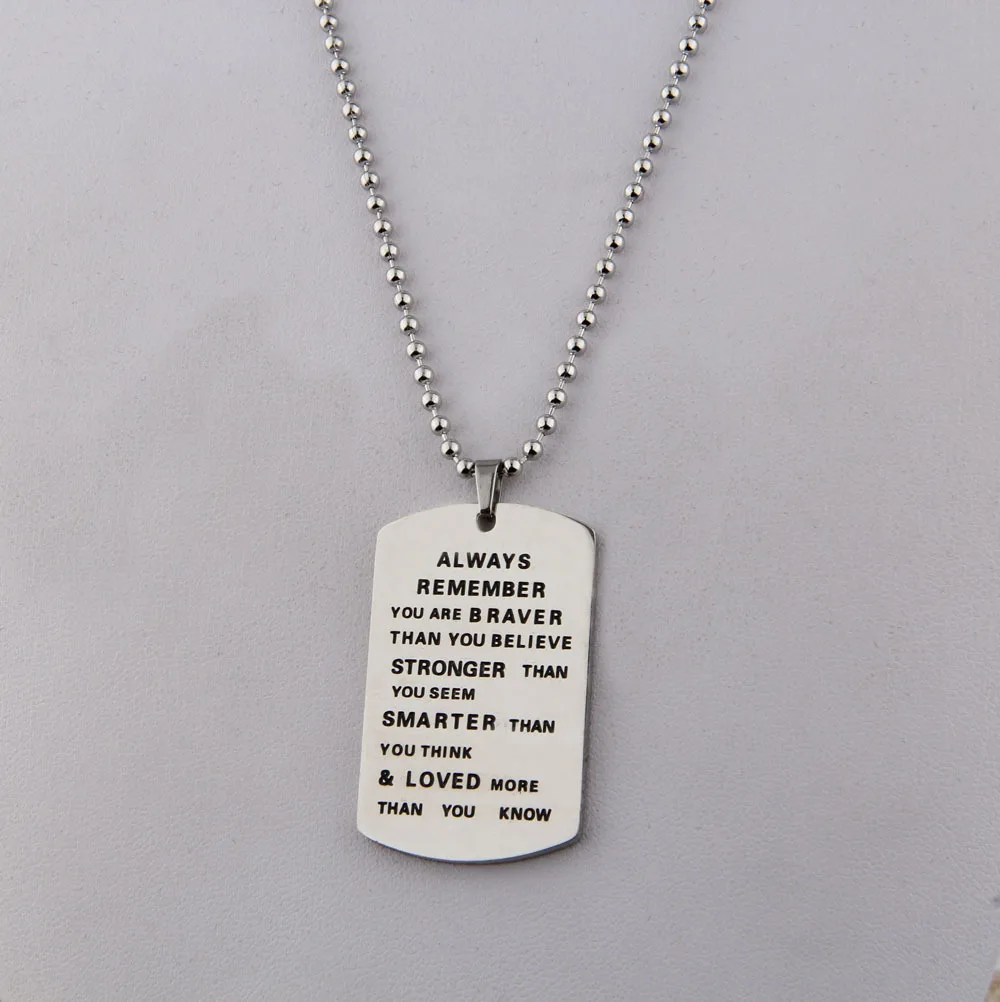 ALWAYS
REMEMBER
YOU ARE BRAVER
THAN YOU BELIEVE
STRONGER THAN
YOU SEEM
SMARTER THAN
YOU THINK
& LOVED MORE
THAN YOU KNOW